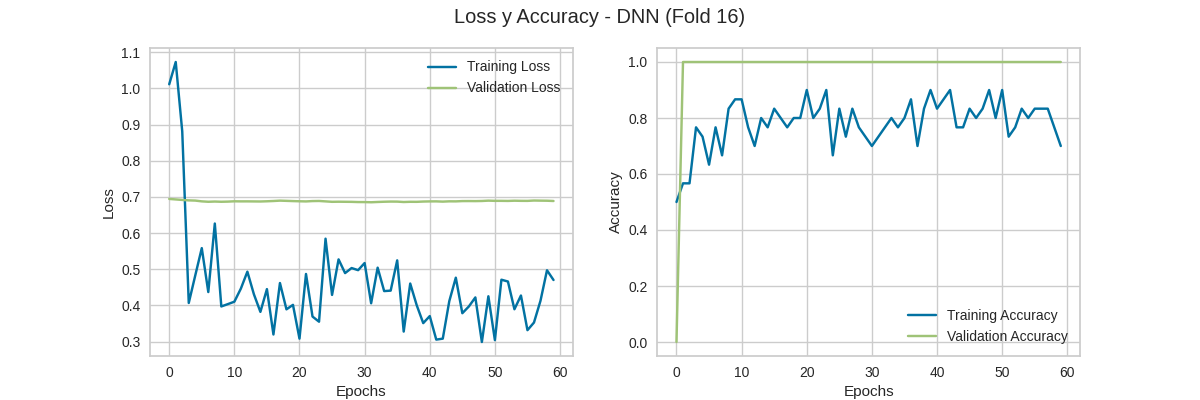 Loss y Accuracy - DNN (Fold 16)
1.1
1.0
0.9
0.8
0.7
0.6
0.5
0.4
0.3
Loss
0 10 20 30 40 50 60
Epochs
Training Loss
Validation Loss
1.0
0.8
0.6
0.4
0.2
0.0
Accuracy
0 10 20 30 40 50 60
Epochs
Training Accuracy
Validation Accuracy